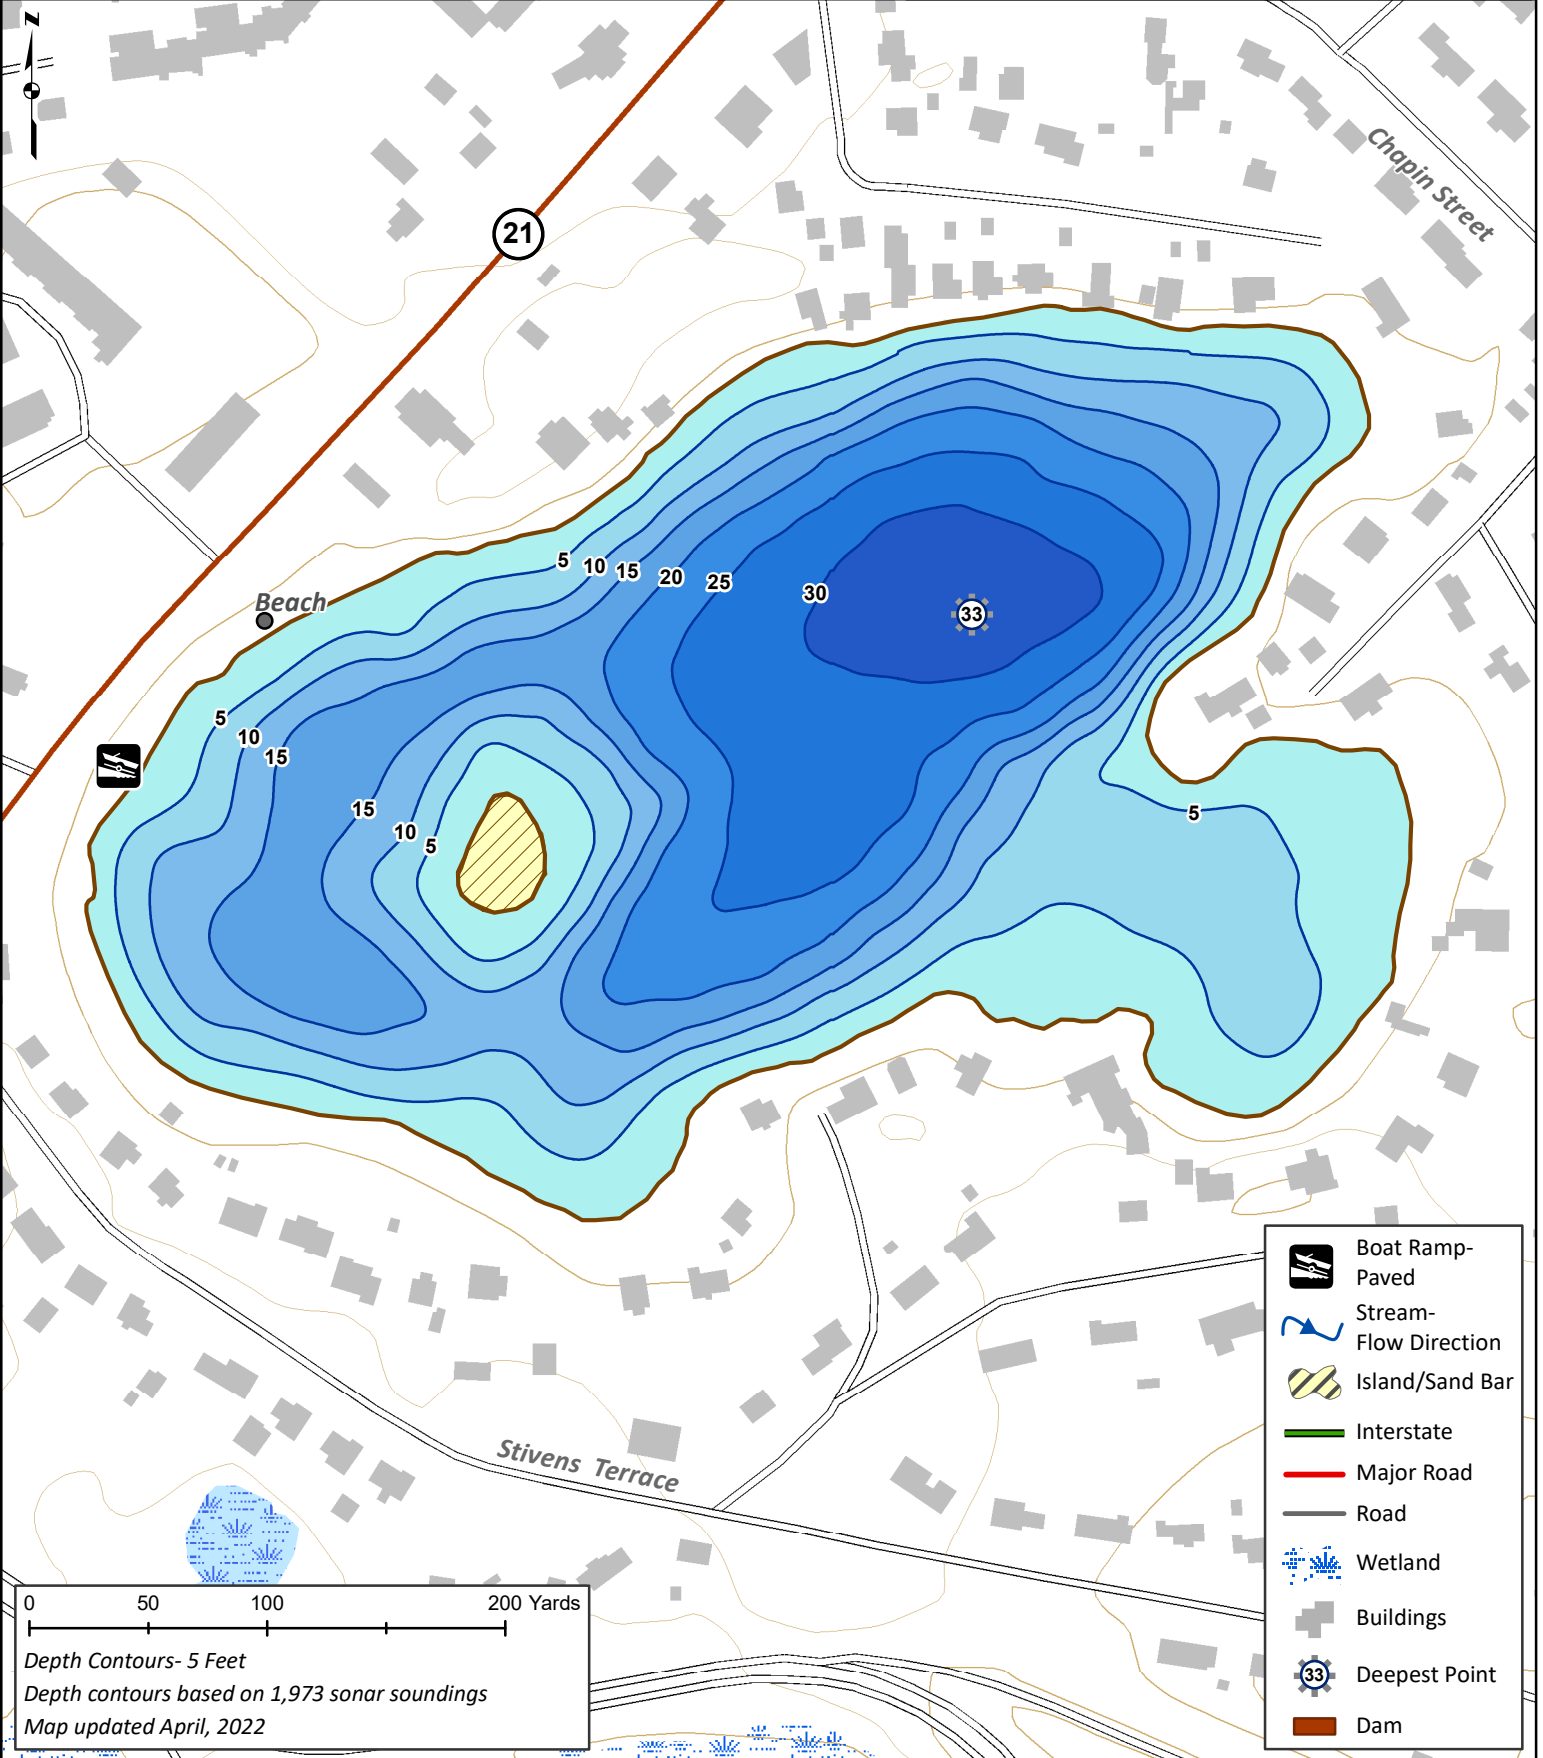 N
21
Chapin Street
Beach
5
10
15
20
25
30
33
5
10
15
15
10
5
5
Stivens Terrace
Boat Ramp-
Paved
Stream-
Flow Direction
Island/Sand Bar
Interstate
Major Road
Road
Wetland
Buildings
33
Deepest Point
Dam
0 50 100 200 Yards
Depth Contours- 5 Feet
Depth contours based on 1,973 sonar soundings
Map updated April, 2022